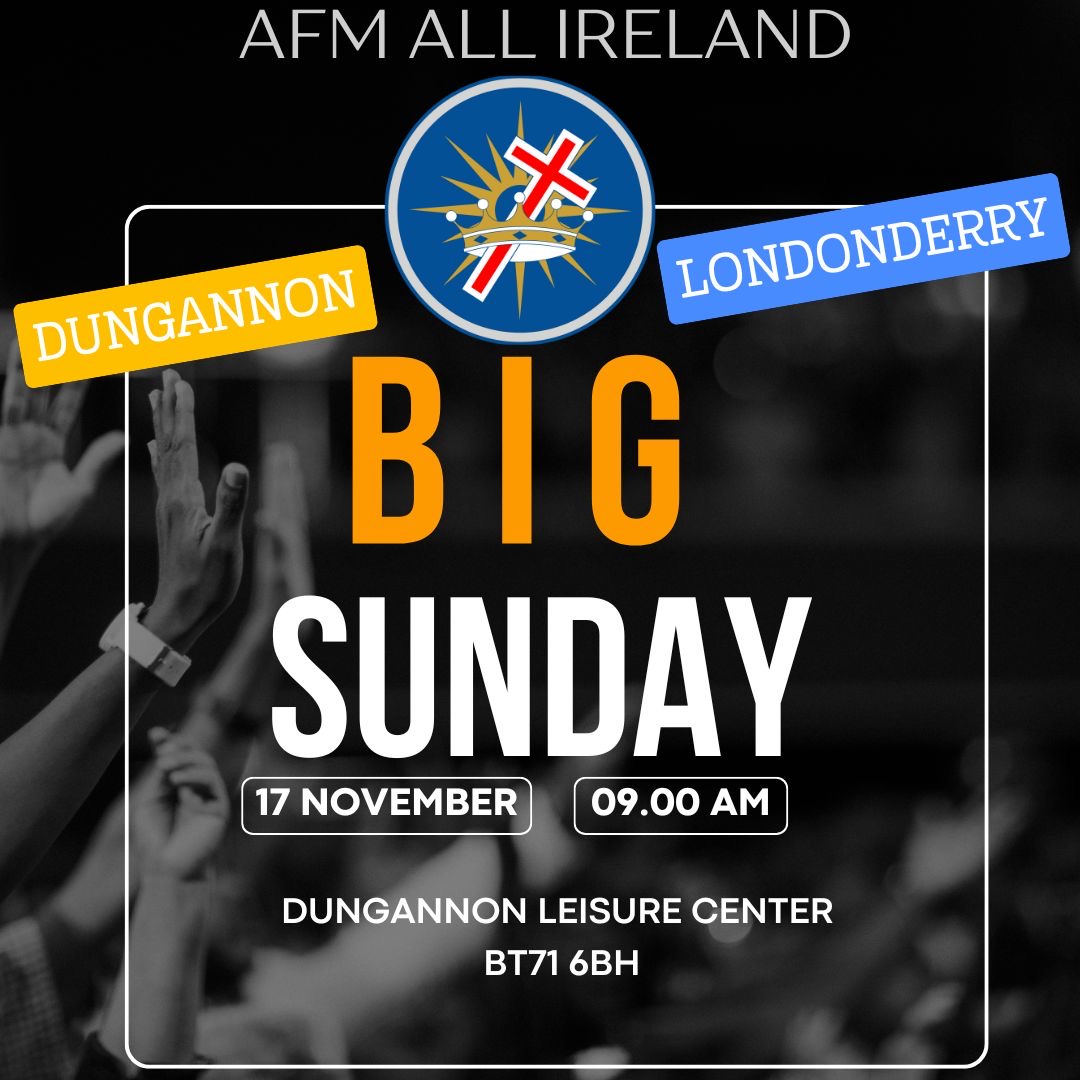 AFM ALL IRELAND
DUNGANNON
LONDONDERRY
BIG
SUNDAY
17 NOVEMBER
09.00 AM
DUNGANNON LEISURE CENTER
BT71 6BH